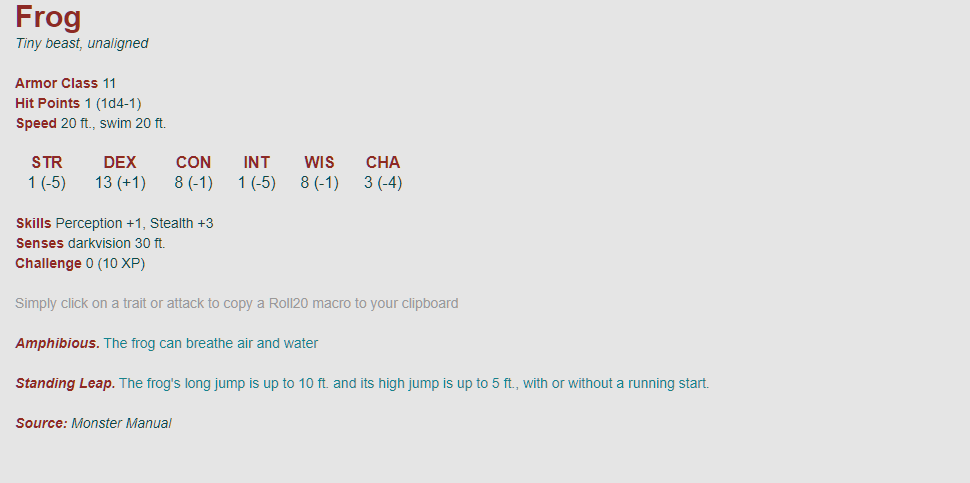 Frog
Tiny beast, unaligned
Armor Class 11
Hit Points 1 (1d4-1)
Speed 20 ft., swim 20 ft.
STR DEX CON INT WIS CHA
1 (-5) 13 (+1) 8 (-1) 1 (-5) 8 (-1) 3 (-4)
Skills Perception +1, Stealth +3
Senses darkvision 30 ft.
Challenge 0 (10 XP)
Simply click on a trait or attack to copy a Roll20 macro to your clipboard
Amphibious. The frog can breathe air and water
Standing Leap. The frog's long jump is up to 10 ft. and its high jump is up to 5 ft., with or without a running start.
Source: Monster Manual